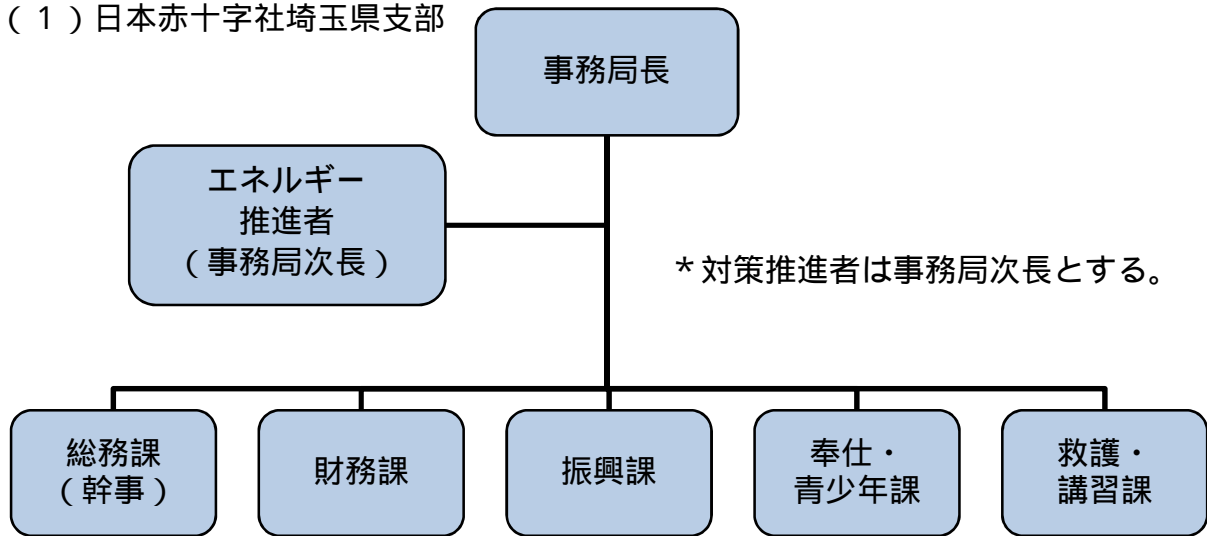 （１）日本赤十字社埼玉県支部
事務局長
エネルギー
推進者
（事務局次長）
＊対策推進者は事務局次長とする。
総務課
（幹事）
財務課
振興課
奉仕・
青少年課
救護・
講習課